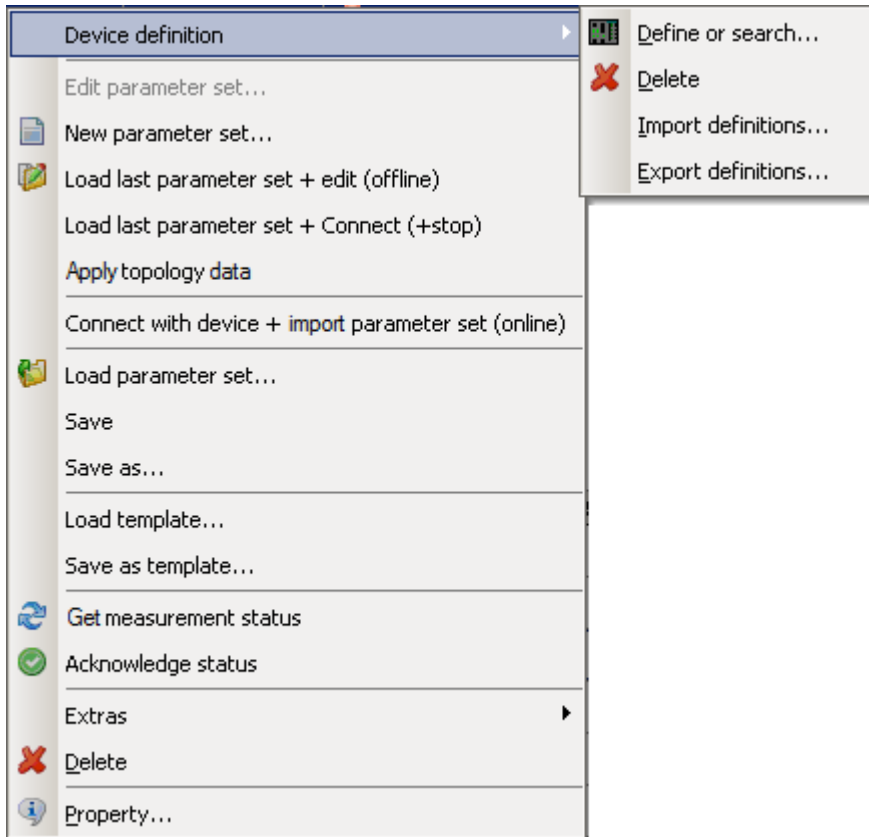 Device definition
Edit parameter set...
New parameter set...
Load last parameter set + edit (offline)
Load last parameter set + Connect (+stop)
Apply topology data
Connect with device + import parameter set (online)
Load parameter set...
Save
Save as...
Load template...
Save as template...
Get measurement status
Acknowledge status
Extras
Delete
Property...
Define or search...
Delete
Import definitions...
Export definitions...